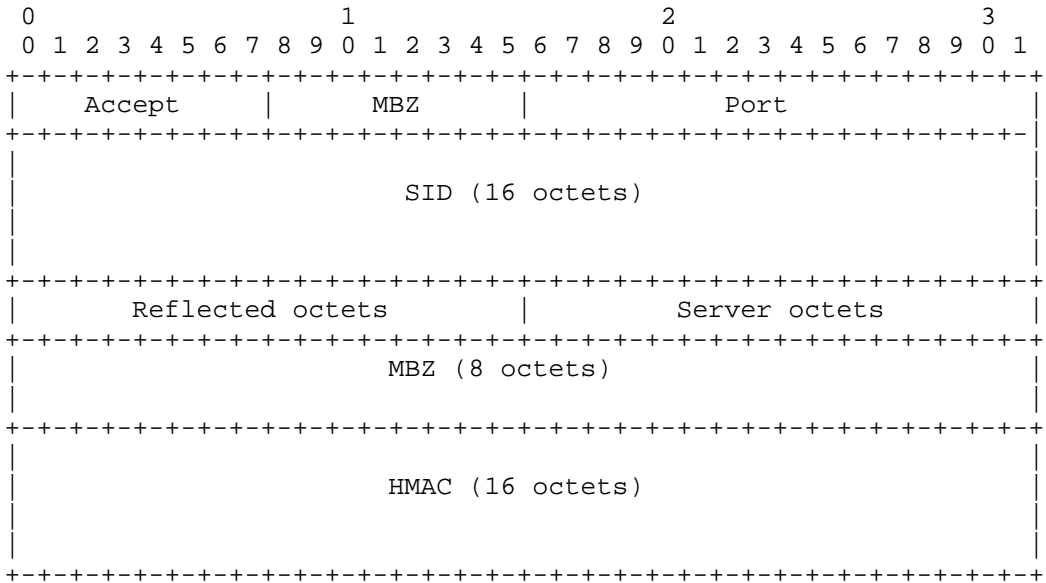 0                   1                   2                   3
0 1 2 3 4 5 6 7 8 9 0 1 2 3 4 5 6 7 8 9 0 1 2 3 4 5 6 7 8 9 0 1
+-+-+-+-+-+-+-+-+-+-+-+-+-+-+-+-+-+-+-+-+-+-+-+-+-+-+-+-+-+-+-+-+
|    Accept     |      MBZ      |            Port               |
+-+-+-+-+-+-+-+-+-+-+-+-+-+-+-+-+-+-+-+-+-+-+-+-+-+-+-+-+-+-+-+-|
|                                                               |
|                        SID (16 octets)                        |
|                                                               |
|                                                               |
+-+-+-+-+-+-+-+-+-+-+-+-+-+-+-+-+-+-+-+-+-+-+-+-+-+-+-+-+-+-+-+-+
|       Reflected octets        |         Server octets         |
+-+-+-+-+-+-+-+-+-+-+-+-+-+-+-+-+-+-+-+-+-+-+-+-+-+-+-+-+-+-+-+-+
|                       MBZ (8 octets)                          |
|                                                               |
+-+-+-+-+-+-+-+-+-+-+-+-+-+-+-+-+-+-+-+-+-+-+-+-+-+-+-+-+-+-+-+-+
|                                                               |
|                       HMAC (16 octets)                        |
|                                                               |
|                                                               |
+-+-+-+-+-+-+-+-+-+-+-+-+-+-+-+-+-+-+-+-+-+-+-+-+-+-+-+-+-+-+-+-+